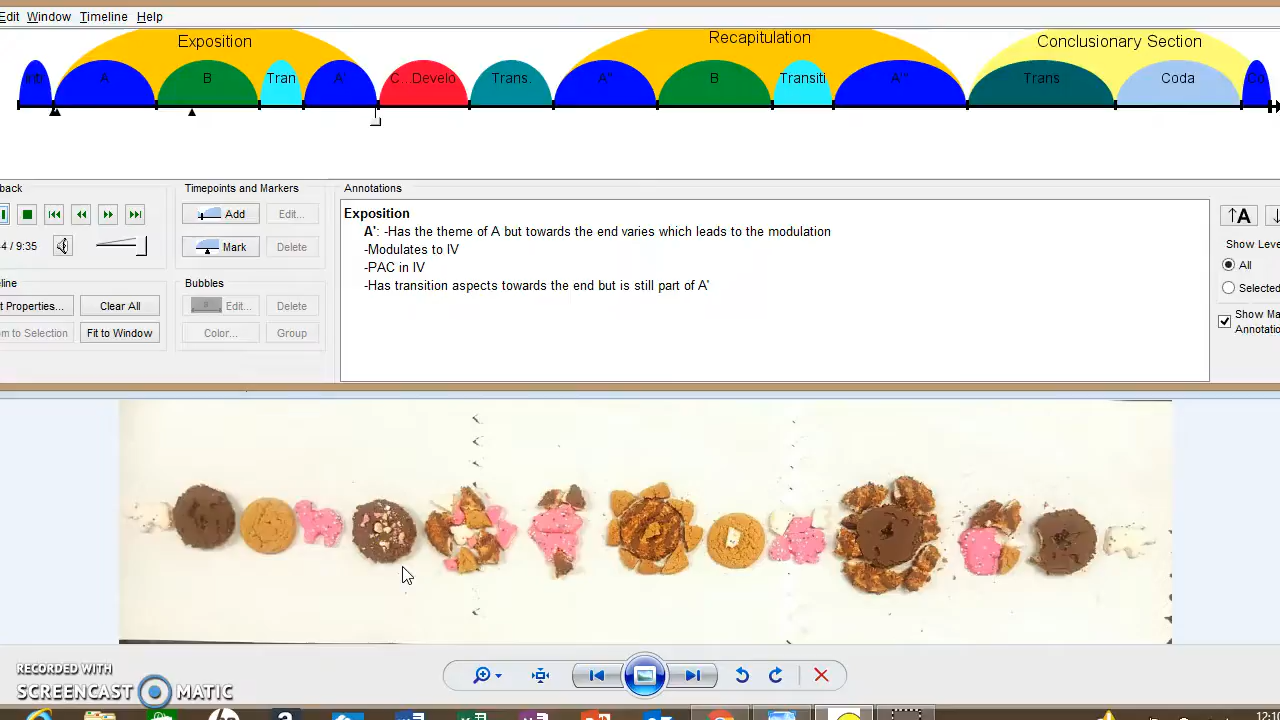 Edit Window Timeline Help
Exposition Recapitulation Conclusionary Section
A B Tran A' C...Develo Trans. A" B Transiti A'" Trans Coda Co
back Timepoints and Markers Annotations
Add Edit...
Mark Delete
4 / 9:35
Exposition
A': -Has the theme of A but towards the end varies which leads to the modulation
-Modulates to IV
-PAC in IV
-Has transition aspects towards the end but is still part of A'
↑A
Show Leve
All
Selected
Show Ma
Annotatio
line Bubbles
t Properties... Clear All Edit... Delete
m to Selection Fit to Window Color... Group
RECORDED WITH
SCREENCAST MATIC
12:10